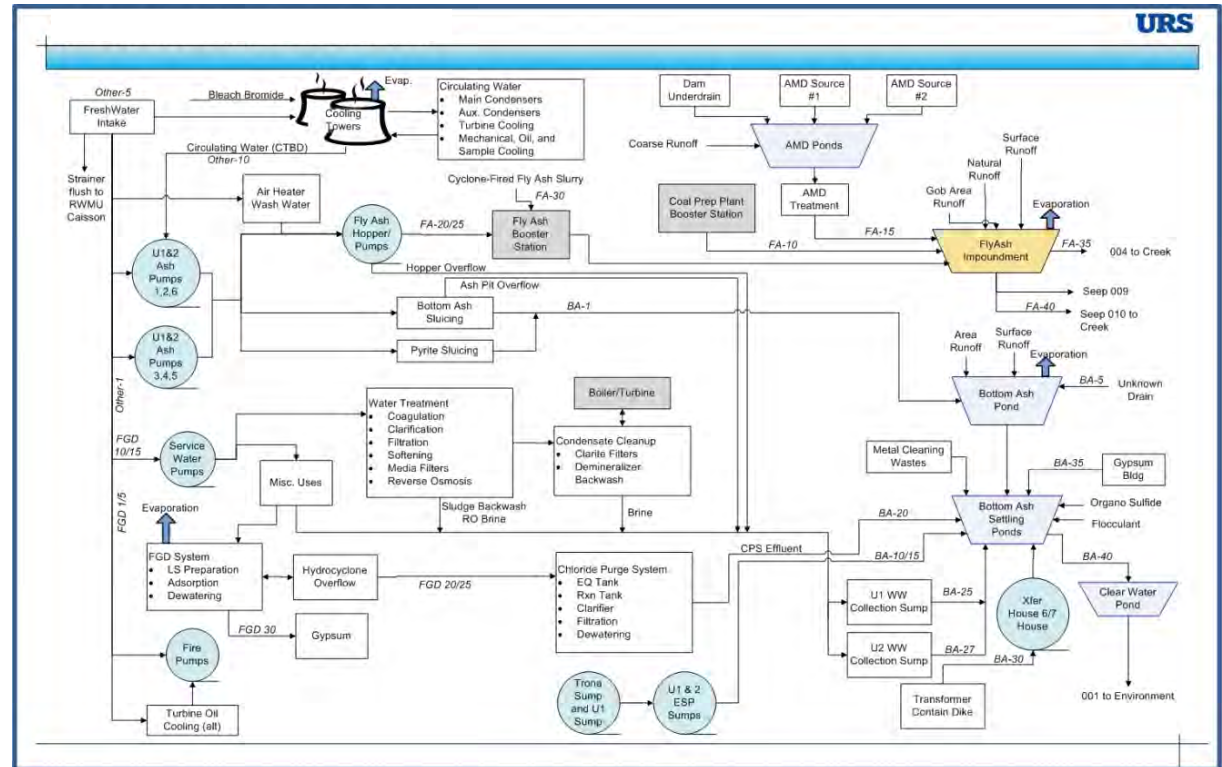 URS
Other-5
FreshWater
Intake
Bleach Bromide
Evap.
Cooling
Towers
Circulating Water
• Main Condensers
• Aux. Condensers
• Turbine Cooling
• Mechanical, Oil, and
Sample Cooling
Circulating Water (CTBD)
Other-10
Strainer
flush to
RWMU
Caisson
Air Heater
Wash Water
Cyclone-Fired Fly Ash Slurry
FA-30
Fly Ash
Hopper/
Pumps
FA-20/25
Fly Ash
Booster
Station
Hopper Overflow
Ash Pit Overflow
U1&2
Ash
Pumps
1,2,6
U1&2
Ash
Pumps
3,4,5
Bottom Ash
Sluicing
BA-1
Pyrite Sluicing
Dam
Underdrain
AMD Source
#1
AMD Source
#2
Coarse Runoff
AMD Ponds
AMD
Treatment
Coal Prep Plant
Booster Station
FA-10
FA-15
Gob Area
Runoff
Natural
Runoff
Surface
Runoff
Evaporation
FlyAsh
Impoundment
FA-35
004 to Creek
Seep 009
FA-40
Seep 010 to
Creek
Area
Runoff
Surface
Runoff
Evaporation
Bottom Ash
Pond
BA-5
Unknown
Drain
Other-1
FGD
10/15
Service
Water
Pumps
Misc. Uses
Water Treatment
• Coagulation
• Clarification
• Filtration
• Softening
• Media Filters
• Reverse Osmosis
Sludge Backwash
RO Brine
Boiler/Turbine
Condensate Cleanup
• Clarite Filters
• Demineralizer
Backwash
Brine
Metal Cleaning
Wastes
BA-35
Gypsum
Bldg
Organo Sulfide
Flocculant
Bottom Ash
Settling
Ponds
BA-20
BA-10/15
BA-40
Clear Water
Pond
001 to Environment
FGD 1/5
Evaporation
FGD System
• LS Preparation
• Adsorption
• Dewatering
Hydrocyclone
Overflow
FGD 20/25
FGD 30
Gypsum
Chloride Purge System
• EQ Tank
• Rxn Tank
• Clarifier
• Filtration
• Dewatering
CPS Effluent
U1 WW
Collection Sump
BA-25
U2 WW
Collection Sump
BA-27
BA-30
Xfer
House 6/7
House
Transformer
Contain Dike
Fire
Pumps
Turbine Oil
Cooling (all)
Trona
Sump
and U1
Sump
U1 & 2
ESP
Sumps